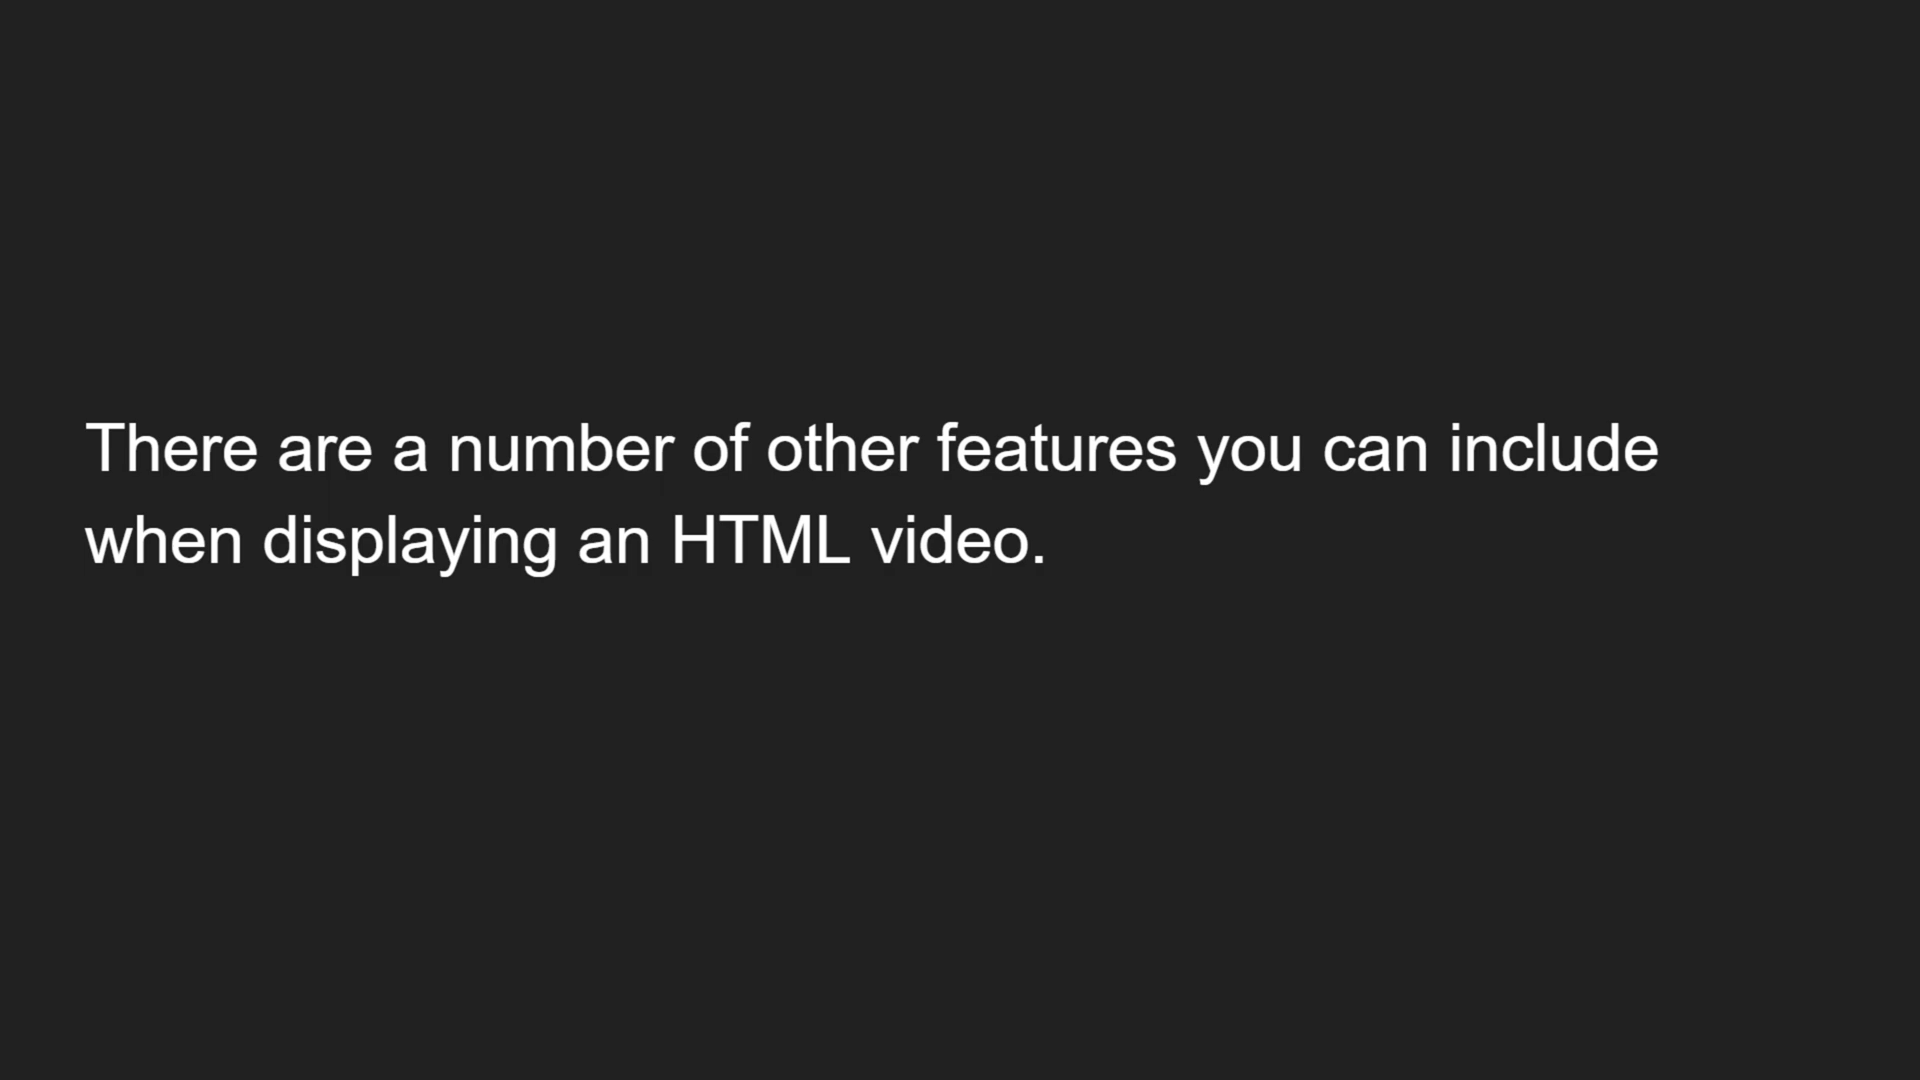 There are a number of other features you can include
when displaying an HTML video.